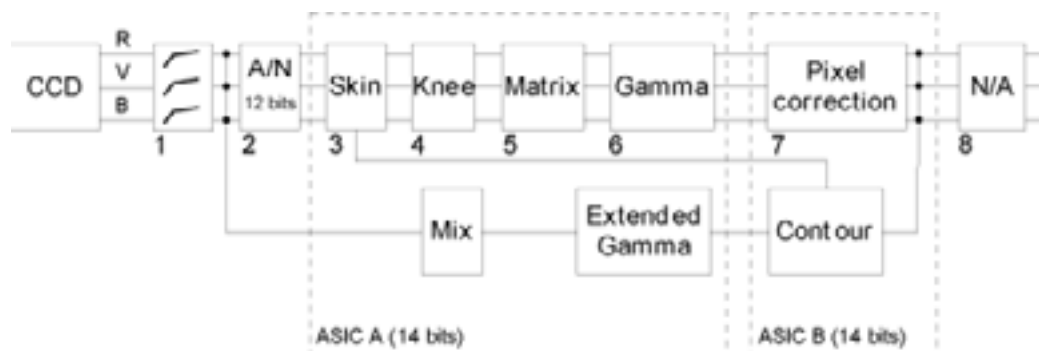 R
V
B
CCD
1
A/N
12 bits
2
Skin
3
Knee
4
Matrix
5
Gamma
6
Pixel
correction
7
N/A
8
Mix
Extended
Gamma
Contour
ASIC A (14 bits)
ASIC B (14 bits)